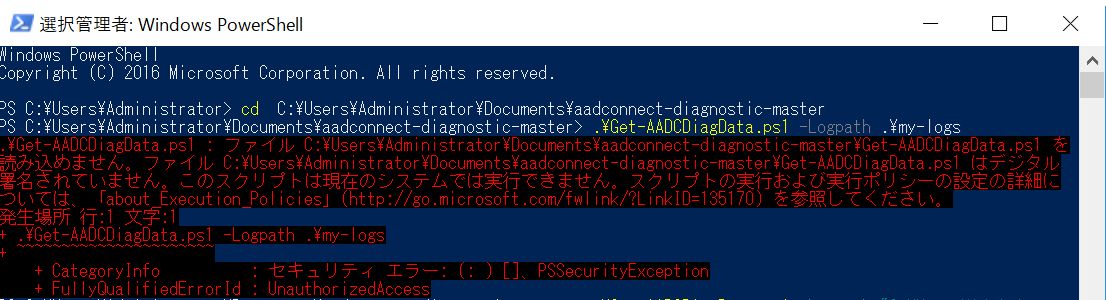 選択管理者: Windows PowerShell
Windows PowerShell
Copyright (C) 2016 Microsoft Corporation. All rights reserved.
PS C:¥Users¥Administrator> cd  C:¥Users¥Administrator¥Documents¥aadconnect-diagnostic-master
PS C:¥Users¥Administrator¥Documents¥aadconnect-diagnostic-master> .¥Get-AADCDiagData.ps1 -Logpath .¥my-logs
.¥Get-AADCDiagData.ps1 : ファイル C:¥Users¥Administrator¥Documents¥aadconnect-diagnostic-master¥Get-AADCDiagData.ps1 を
読み込めません。ファイル C:¥Users¥Administrator¥Documents¥aadconnect-diagnostic-master¥Get-AADCDiagData.ps1 はデジタル
署名されていません。このスクリプトは現在のシステムでは実行できません。スクリプトの実行および実行ポリシーの設定の詳細に
ついては、「about_Execution_Policies」(http://go.microsoft.com/fwlink/?LinkID=135170) を参照してください。
発生場所 行:1 文字:1
+ .¥Get-AADCDiagData.ps1 -Logpath .¥my-logs
+ ~~~~~~~~~~~~~~~~~~~~~~
+ CategoryInfo          : セキュリティ エラー: (: ) []、PSSecurityException
+ FullyQualifiedErrorId : UnauthorizedAccess